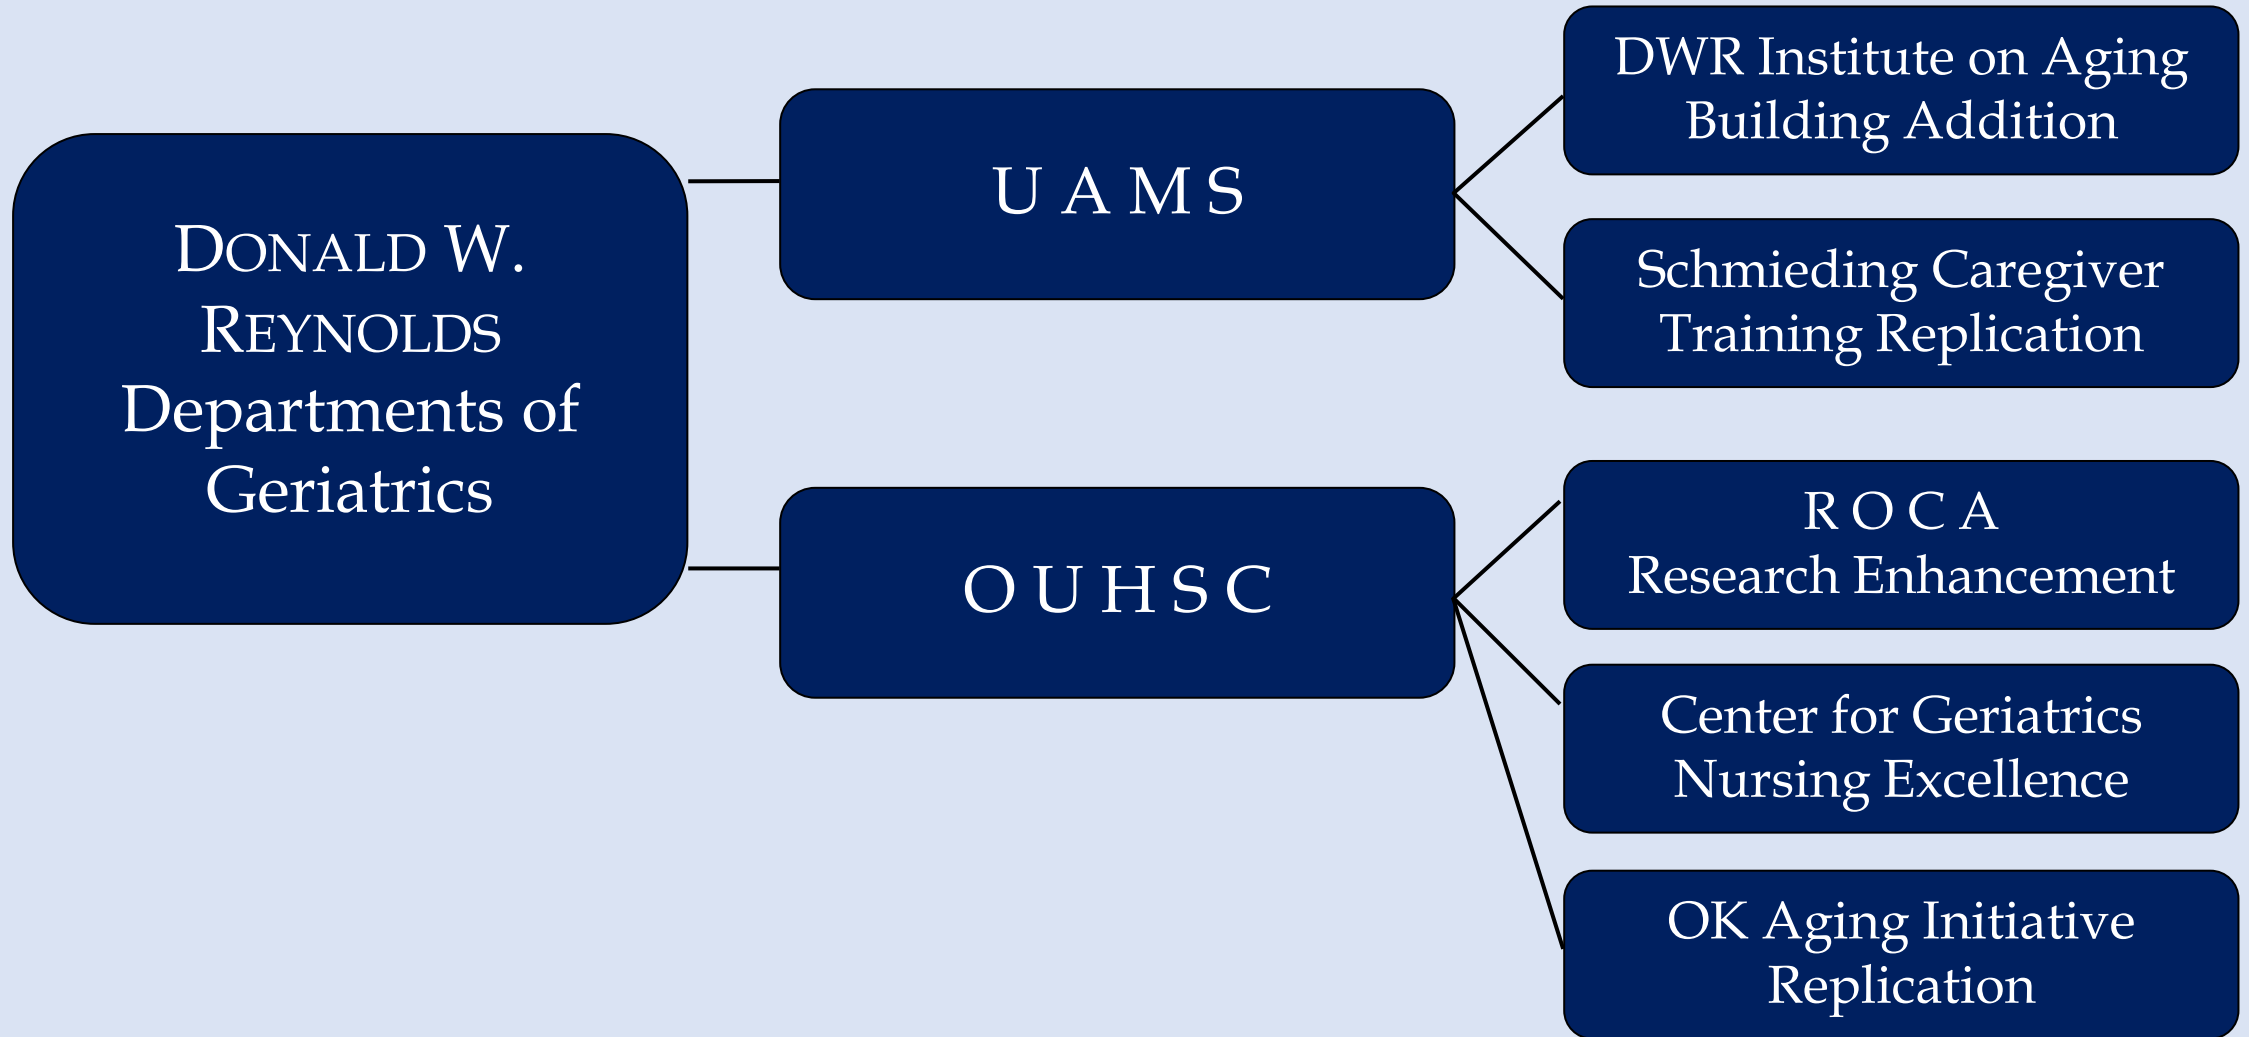 DONALD W.
REYNOLDS
Departments of
Geriatrics
U A M S
DWR Institute on Aging
Building Addition
Schmieding Caregiver
Training Replication
O U H S C
R O C A
Research Enhancement
Center for Geriatrics
Nursing Excellence
OK Aging Initiative
Replication